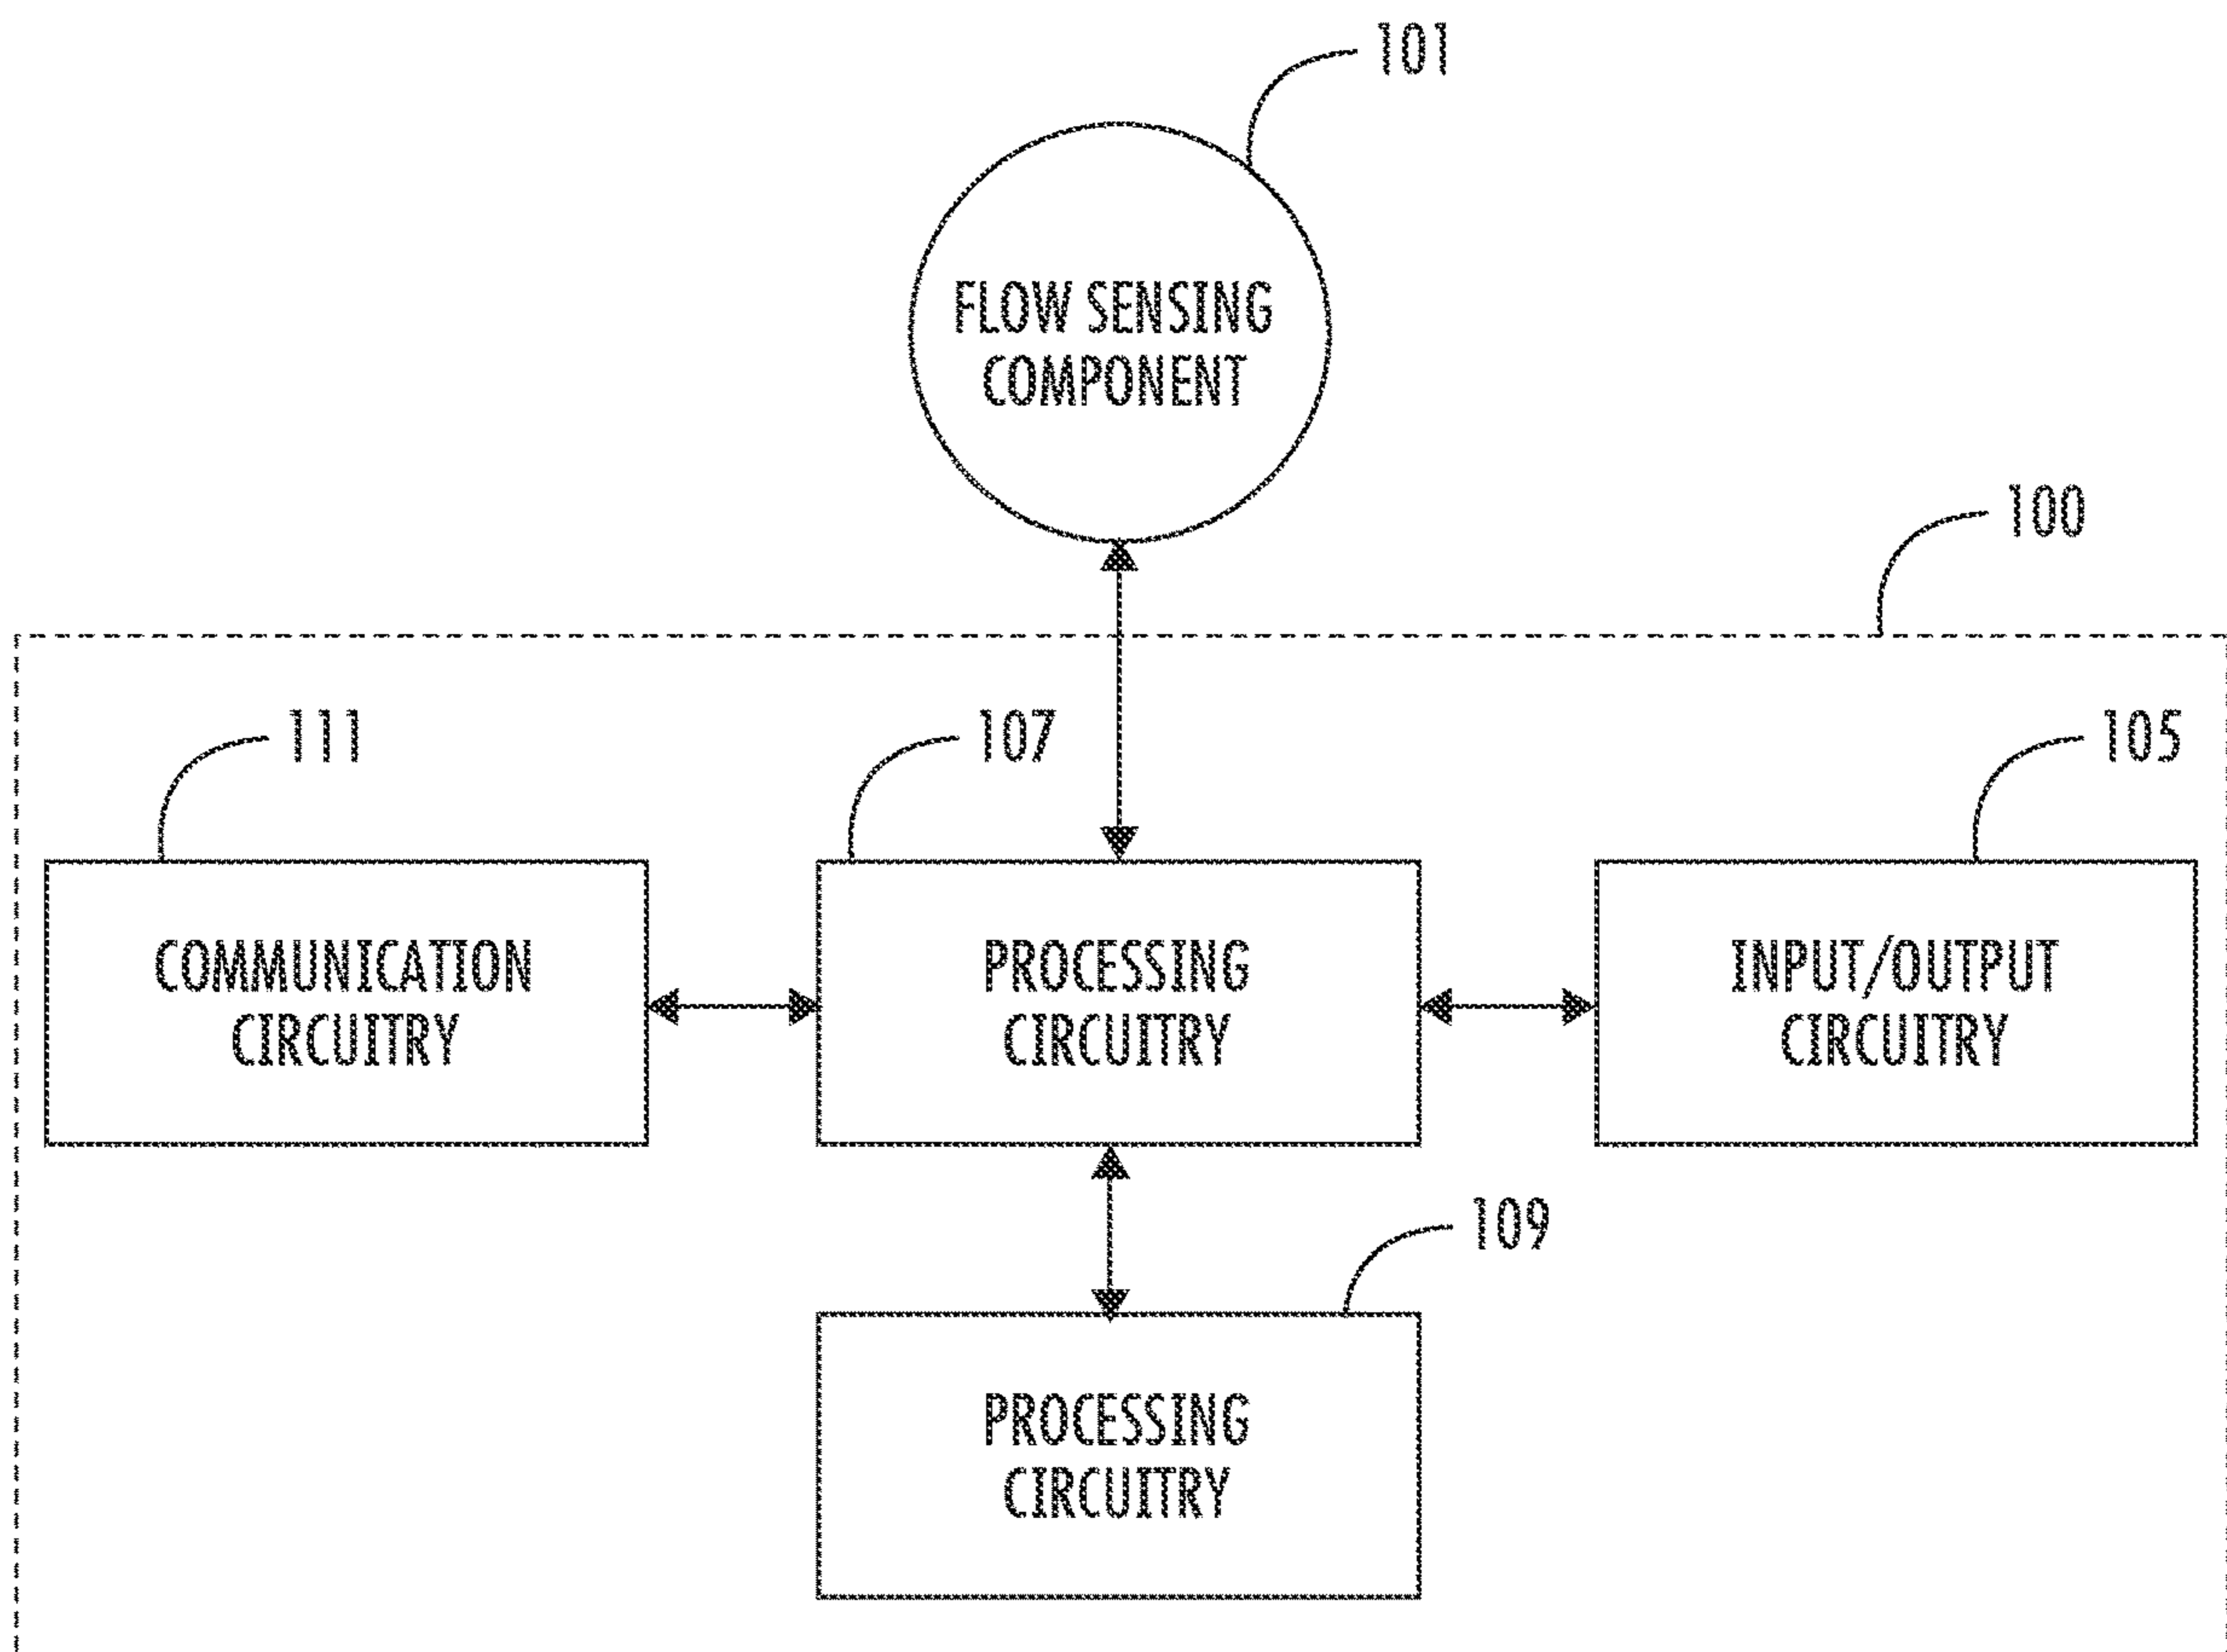 101
FLOW SENSING
COMPONENT
100
111
107
105
COMMUNICATION
CIRCUITRY
PROCESSING
CIRCUITRY
INPUT/OUTPUT
CIRCUITRY
109
PROCESSING
CIRCUITRY